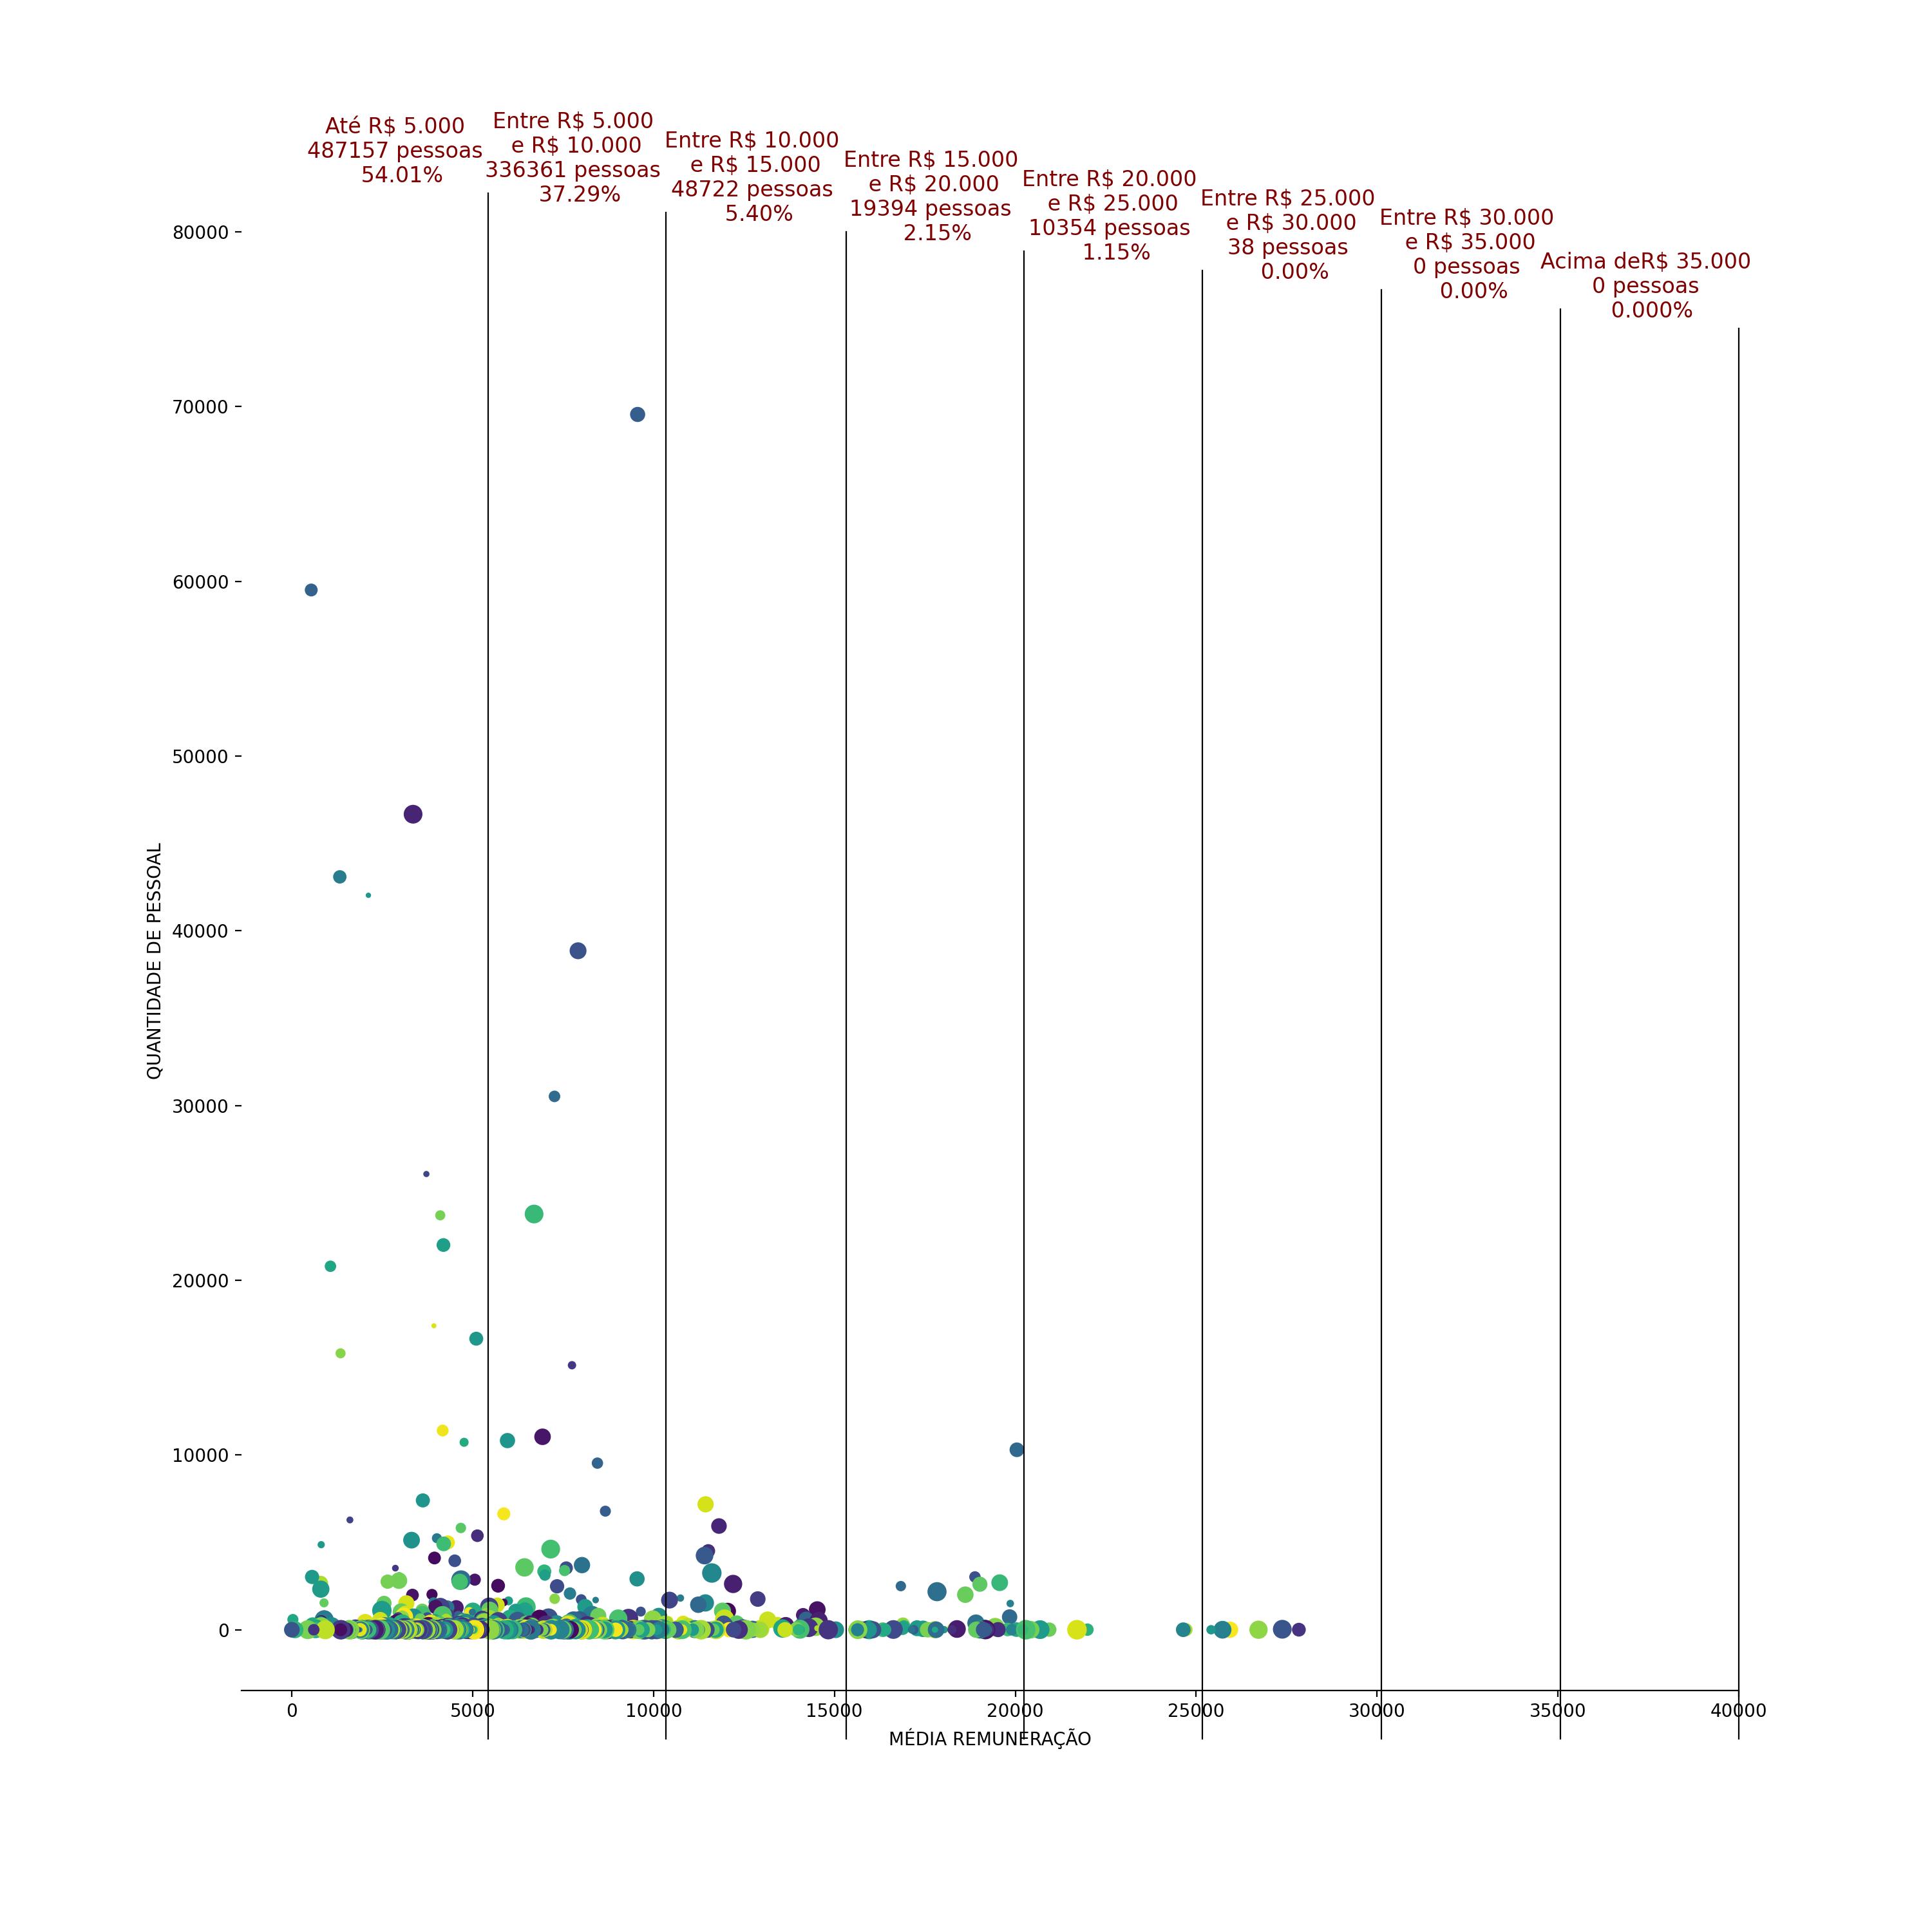 Até R$ 5.000
487157 pessoas
54.01%
Entre R$ 5.000
e R$ 10.000
336361 pessoas
37.29%
Entre R$ 10.000
e R$ 15.000
48722 pessoas
5.40%
Entre R$ 15.000
e R$ 20.000
19394 pessoas
2.15%
Entre R$ 20.000
e R$ 25.000
10354 pessoas
1.15%
Entre R$ 25.000
e R$ 30.000
38 pessoas
0.00%
Entre R$ 30.000
e R$ 35.000
0 pessoas
0.00%
Acima deR$ 35.000
0 pessoas
0.000%
80000
70000
60000
50000
40000
30000
20000
10000
0
QUANTIDADE DE PESSOAL
0 5000 10000 15000 20000 25000 30000 35000 40000
MÉDIA REMUNERAÇÃO